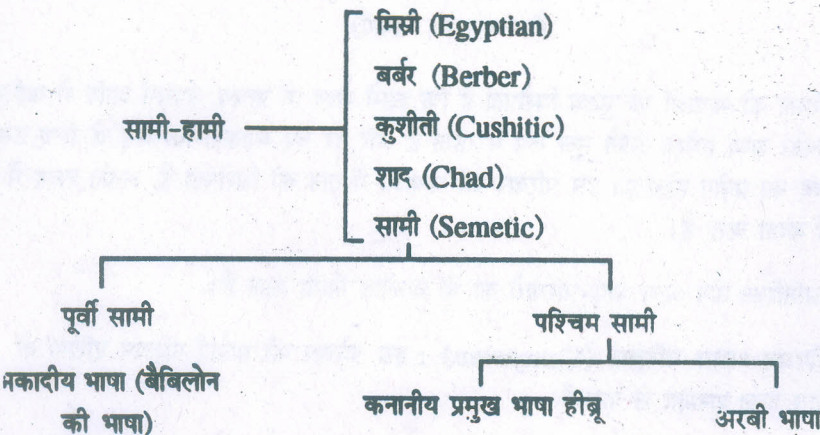 मिस्री (Egyptian)
बर्बर (Berber)
सामी-हामी
कुशीती (Cushitic)
शाद (Chad)
सामी (Semetic)
पूर्वी सामी
पश्चिम सामी
भाषा (बैबिलोन
की भाषा)
कनानीय प्रमुख भाषा हीब्रू
अरबी भाषा